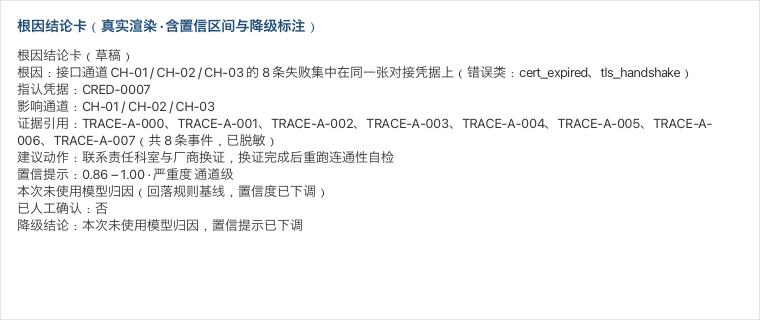 根因结论卡（真实渲染·含置信区间与降级标注）
根因结论卡（草稿）
根因：接口通道 CH-01 / CH-02 / CH-03 的 8 条失败集中在同一张对接凭据上（错误类：cert_expired、tls_handshake）
指认凭据：CRED-0007
影响通道：CH-01 / CH-02 / CH-03
证据引用：TRACE-A-000、TRACE-A-001、TRACE-A-002、TRACE-A-003、TRACE-A-004、TRACE-A-005、TRACE-A-
006、TRACE-A-007（共 8 条事件，已脱敏）
建议动作：联系责任科室与厂商换证，换证完成后重跑连通性自检
置信提示：0.86 – 1.00 · 严重度 通道级
本次未使用模型归因（回落规则基线，置信度已下调）
已人工确认：否
降级结论：本次未使用模型归因，置信提示已下调